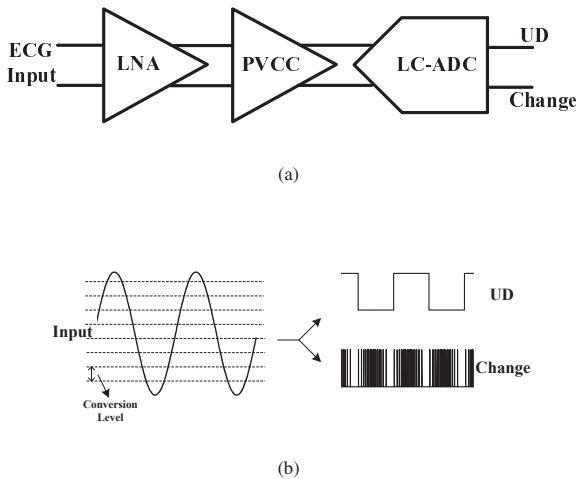 ECG
Input
LNA
PVCC
LC-ADC
UD
Change
(a)
Input
Conversion
Level
UD
Change
(b)